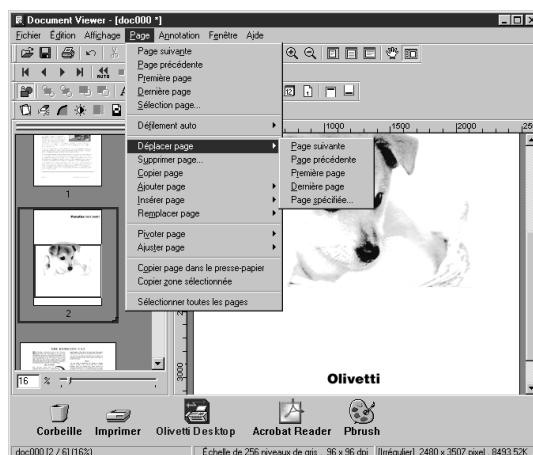 Document Viewer - [doc000 *]
Fichier Édition Affichage Page Annotation Fenêtre Aide
Page suivante
Page précédente
Première page
Dernière page
Sélection page...
Défilement auto
Déplacer page
Supprimer page...
Copier page
Ajouter page
Insérer page
Remplacer page
Pivoter page
Ajuster page
Copier page dans le presse-papier
Copier zone sélectionnée
Sélectionner toutes les pages
Page suivante
Page précédente
Première page
Dernière page
Page spécifiée...
AUTO
12
1000 1500 2000 250
1
2
3000
16 %
Olivetti
Corbeille Imprimer Olivetti Desktop Acrobat Reader Pbrush
doc000 [2 / 6] (16%) Échelle de 256 niveaux de gris , 96 x 96 dpi [Irrégulier] 2480 x 3507 pixel , 8493.52K